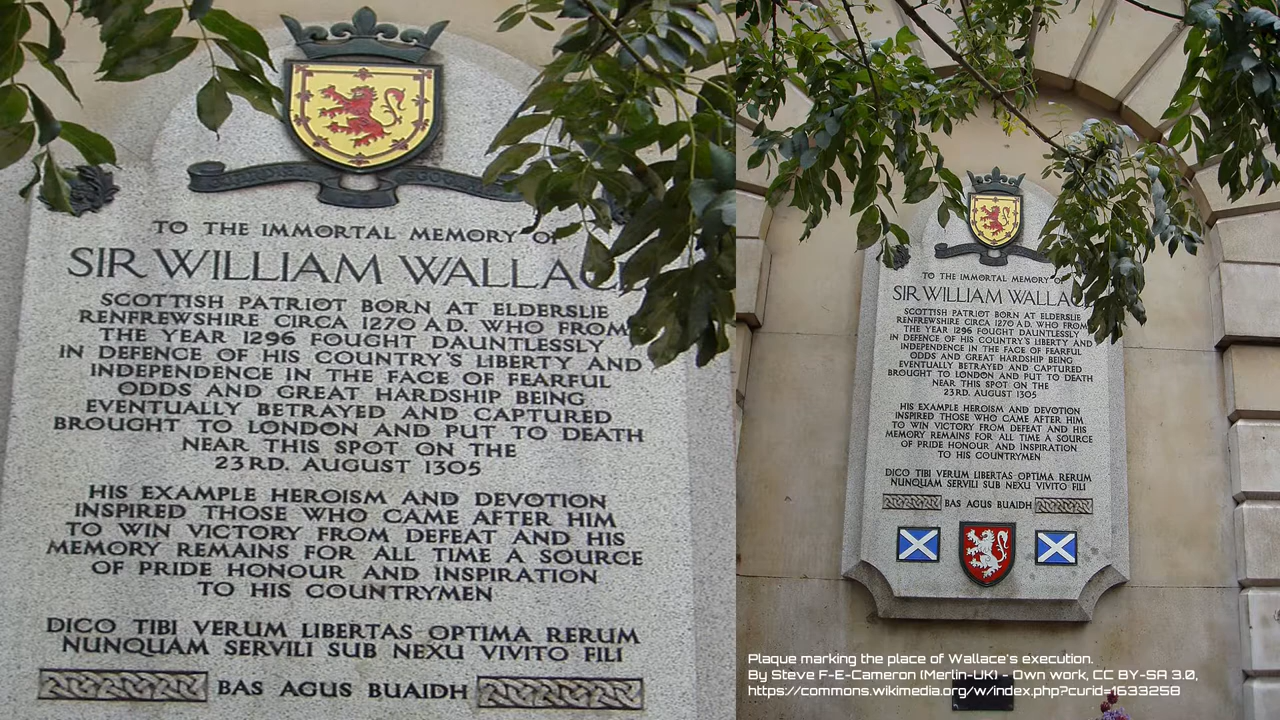 TO THE IMMORTAL MEMORY OF
SIR WILLIAM WALLAC
SCOTTISH PATRIOT BORN AT ELDERSLIE
RENFREWSHIRE CIRCA 1270 A.D. WHO FROM
THE YEAR 1296 FOUGHT DAUNTLESSLY
IN DEFENCE OF HIS COUNTRY'S LIBERTY AND
INDEPENDENCE IN THE FACE OF FEARFUL
ODDS AND GREAT HARDSHIP BEING
EVENTUALLY BETRAYED AND CAPTURED
BROUGHT TO LONDON AND PUT TO DEATH
NEAR THIS SPOT ON THE
23RD. AUGUST 1305
HIS EXAMPLE HEROISM AND DEVOTION
INSPIRED THOSE WHO CAME AFTER HIM
TO WIN VICTORY FROM DEFEAT AND HIS
MEMORY REMAINS FOR ALL TIME A SOURCE
OF PRIDE HONOUR AND INSPIRATION
TO HIS COUNTRYMEN
DICO TIBI VERUM LIBERTAS OPTIMA RERUM
NUNQUAM SERVILI SUB NEXU VIVITO FILI
BAS AGUS BUAIDH
TO THE IMMORTAL MEMORY OF
SIR WILLIAM WALLAC
SCOTTISH PATRIOT BORN AT ELDERSLIE
RENFREWSHIRE CIRCA 1270 A.D. WHO FROM
THE YEAR 1296 FOUGHT DAUNTLESSLY
IN DEFENCE OF HIS COUNTRY'S LIBERTY AND
INDEPENDENCE IN THE FACE OF FEARFUL
ODDS AND GREAT HARDSHIP BEING
EVENTUALLY BETRAYED AND CAPTURED
BROUGHT TO LONDON AND PUT TO DEATH
NEAR THIS SPOT ON THE
23RD. AUGUST 1305
HIS EXAMPLE HEROISM AND DEVOTION
INSPIRED THOSE WHO CAME AFTER HIM
TO WIN VICTORY FROM DEFEAT AND HIS
MEMORY REMAINS FOR ALL TIME A SOURCE
OF PRIDE HONOUR AND INSPIRATION
TO HIS COUNTRYMEN
DICO TIBI VERUM LIBERTAS OPTIMA RERUM
NUNQUAM SERVILI SUB NEXU VIVITO FILI
BAS AGUS BUAIDH
Plaque marking the place of Wallace's execution.
By Steve F-E-Cameron (Merlin-UK) - Own work, CC BY-SA 3.0,
https://commons.wikimedia.org/w/index.php?curid=1633258